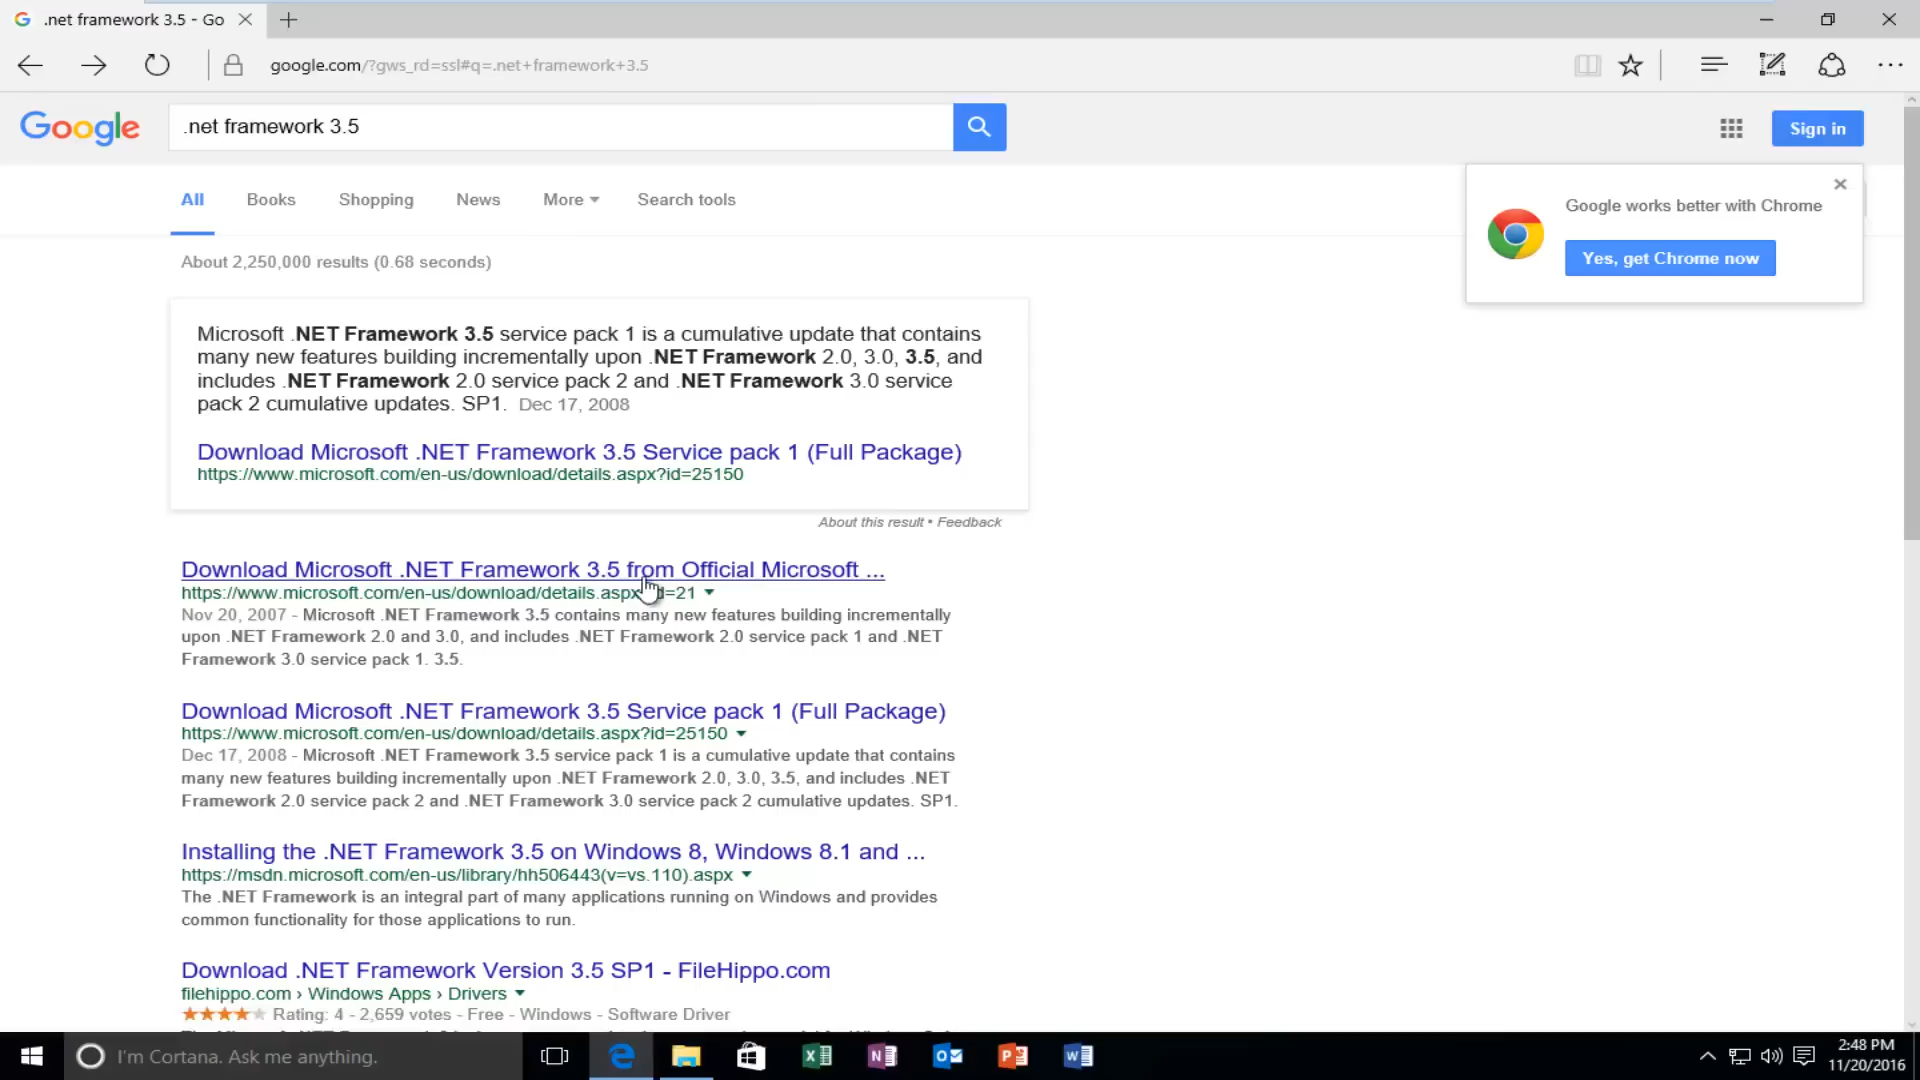 .net framework 3.5 - Go
google.com/?gws_rd=ssl#q=.net+framework+3.5
Google
.net framework 3.5
Sign in
All Books Shopping News More Search tools
Google works better with Chrome
Yes, get Chrome now
About 2,250,000 results (0.68 seconds)
Microsoft .NET Framework 3.5 service pack 1 is a cumulative update that contains
many new features building incrementally upon .NET Framework 2.0, 3.0, 3.5, and
includes .NET Framework 2.0 service pack 2 and .NET Framework 3.0 service
pack 2 cumulative updates. SP1. Dec 17, 2008
Download Microsoft .NET Framework 3.5 Service pack 1 (Full Package)
https://www.microsoft.com/en-us/download/details.aspx?id=25150
About this result • Feedback
Download Microsoft .NET Framework 3.5 from Official Microsoft ...
https://www.microsoft.com/en-us/download/details.aspx?id=21
Nov 20, 2007 - Microsoft .NET Framework 3.5 contains many new features building incrementally
upon .NET Framework 2.0 and 3.0, and includes .NET Framework 2.0 service pack 1 and .NET
Framework 3.0 service pack 1. 3.5.
Download Microsoft .NET Framework 3.5 Service pack 1 (Full Package)
https://www.microsoft.com/en-us/download/details.aspx?id=25150
Dec 17, 2008 - Microsoft .NET Framework 3.5 service pack 1 is a cumulative update that contains
many new features building incrementally upon .NET Framework 2.0, 3.0, 3.5, and includes .NET
Framework 2.0 service pack 2 and .NET Framework 3.0 service pack 2 cumulative updates. SP1.
Installing the .NET Framework 3.5 on Windows 8, Windows 8.1 and ...
https://msdn.microsoft.com/en-us/library/hh506443(v=vs.110).aspx
The .NET Framework is an integral part of many applications running on Windows and provides
common functionality for those applications to run.
Download .NET Framework Version 3.5 SP1 - FileHippo.com
filehippo.com › Windows Apps › Drivers
Rating: 4 - 2,659 votes - Free - Windows - Software Driver
I'm Cortana. Ask me anything.
2:48 PM
11/20/2016